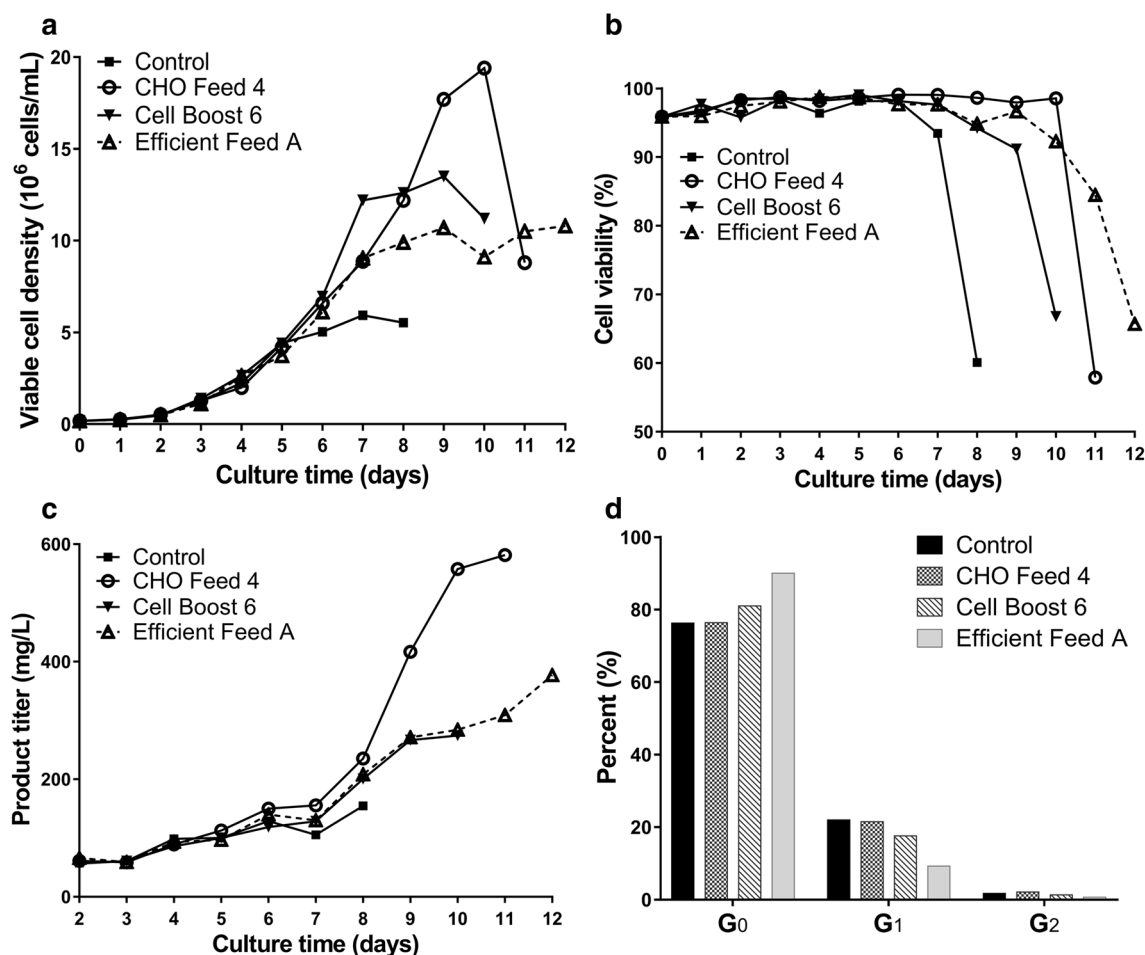 a
Viable cell density (10⁶ cells/mL)
20
15
10
5
0
Control
CHO Feed 4
Cell Boost 6
Efficient Feed A
0 1 2 3 4 5 6 7 8 9 10 11 12
Culture time (days)
b
Cell viability (%)
100
90
80
70
60
50
Control
CHO Feed 4
Cell Boost 6
Efficient Feed A
0 1 2 3 4 5 6 7 8 9 10 11 12
Culture time (days)
c
Product titer (mg/L)
600
400
200
0
Control
CHO Feed 4
Cell Boost 6
Efficient Feed A
2 3 4 5 6 7 8 9 10 11 12
Culture time (days)
d
Percent (%)
100
80
60
40
20
0
Control
CHO Feed 4
Cell Boost 6
Efficient Feed A
G0 G1 G2